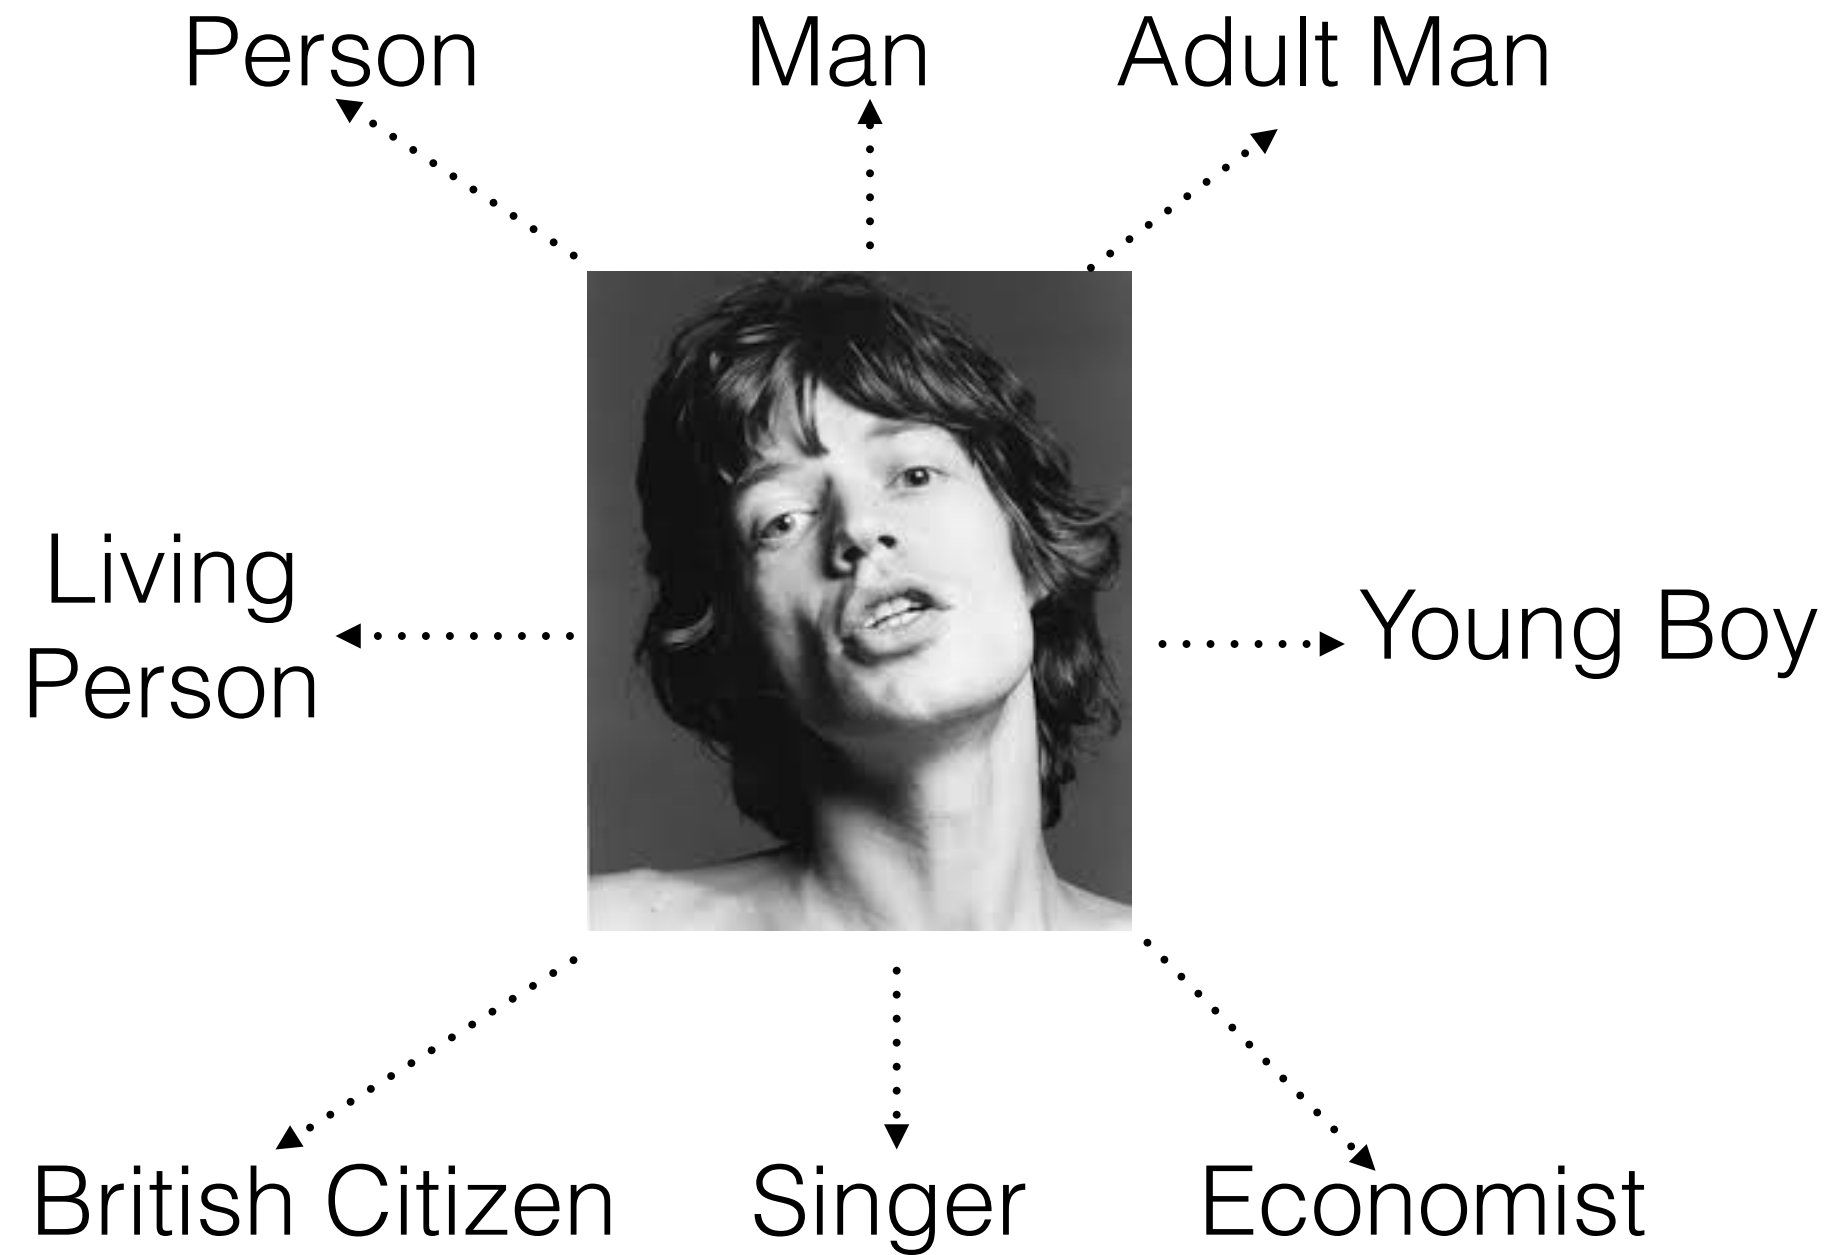 Person
Man
Adult Man
Living
Person
Young Boy
British Citizen
Singer
Economist